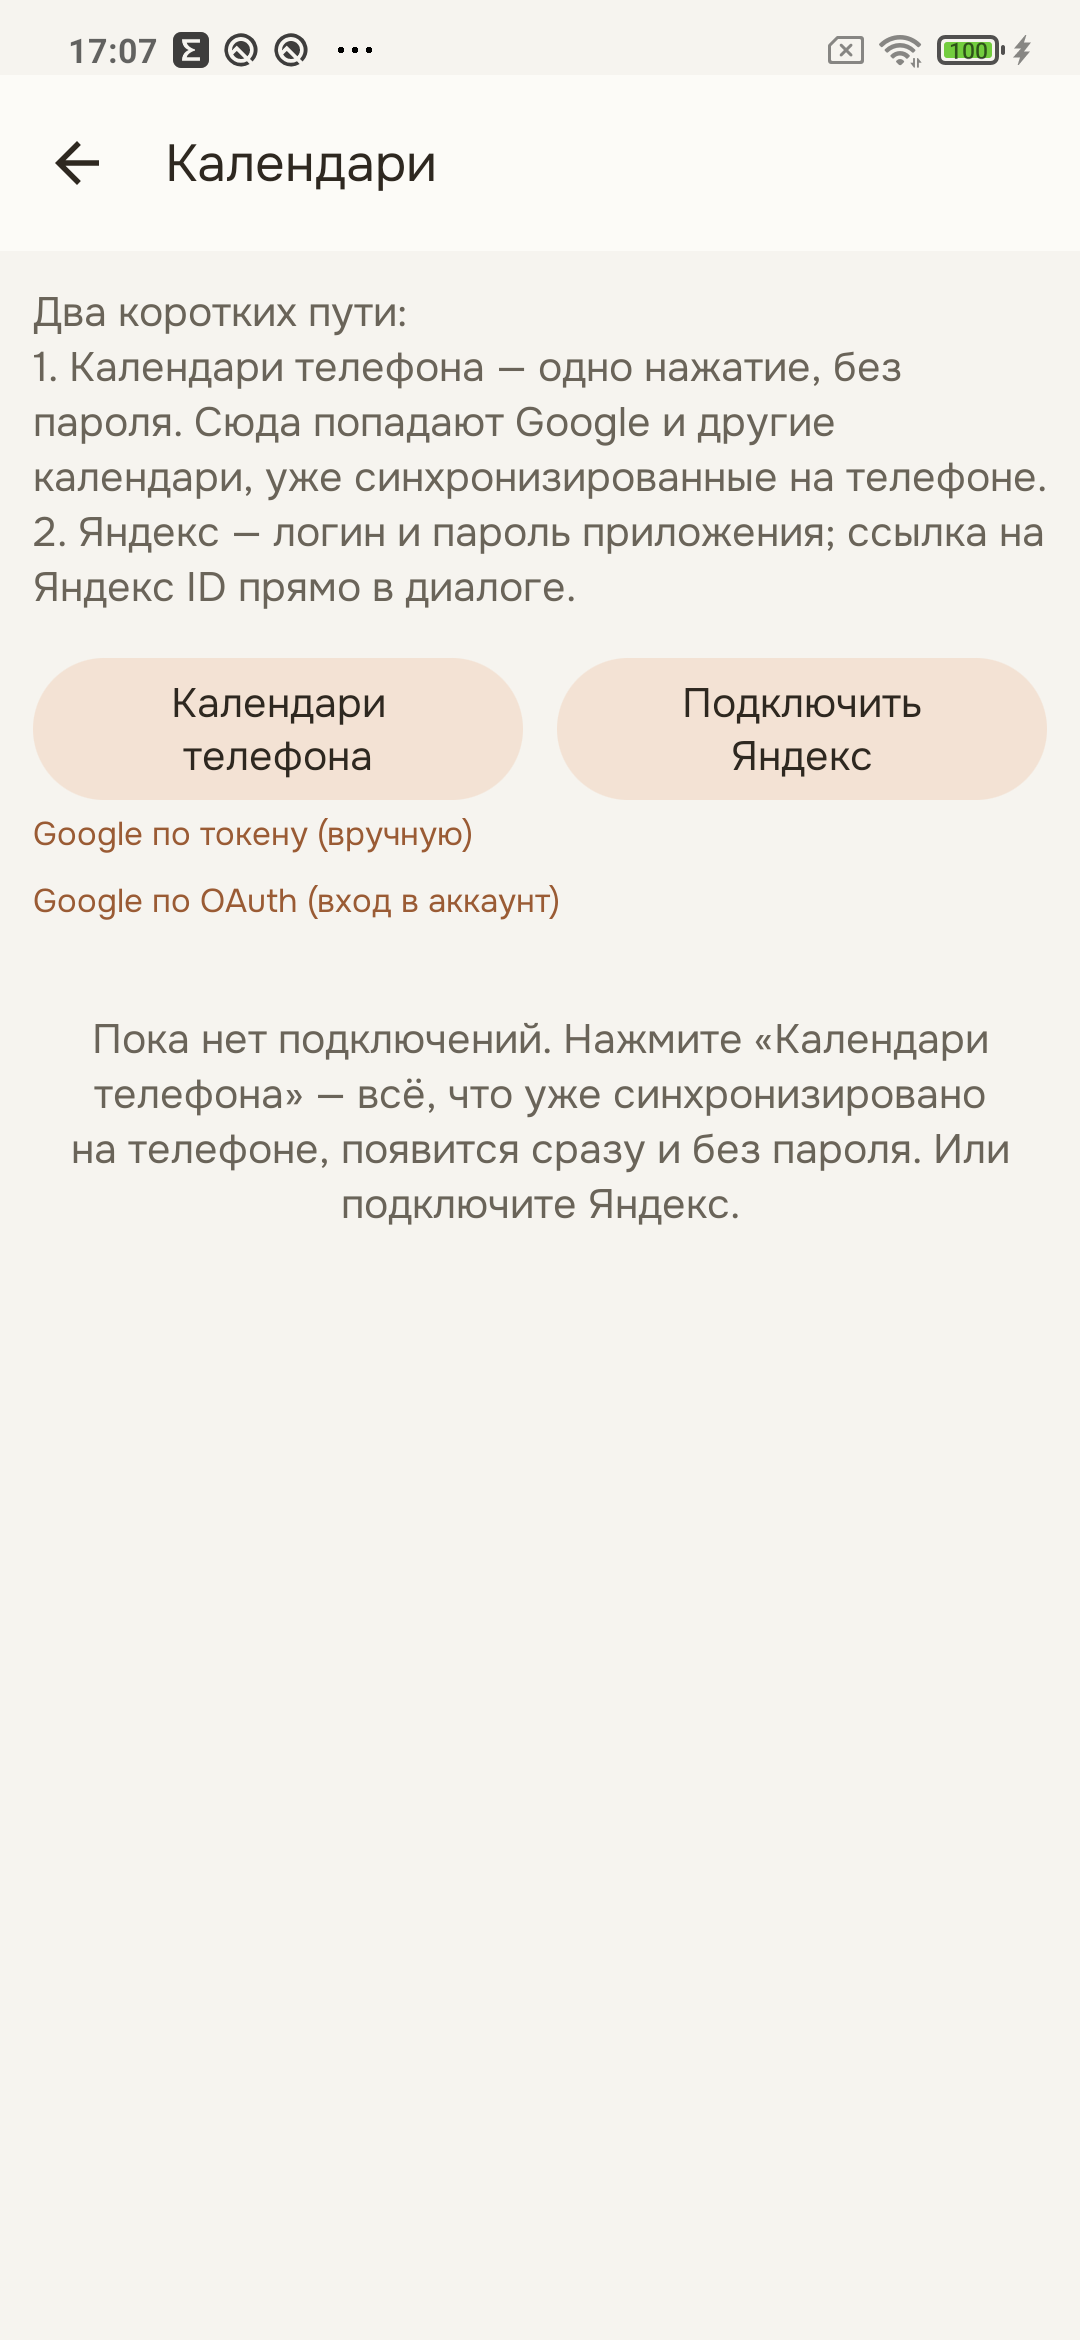 17:07
100
Календари
Два коротких пути:
1. Календари телефона — одно нажатие, без
пароля. Сюда попадают Google и другие
календари, уже синхронизированные на телефоне.
2. Яндекс — логин и пароль приложения; ссылка на
Яндекс ID прямо в диалоге.
Календари
телефона
Подключить
Яндекс
Google по токену (вручную)
Google по OAuth (вход в аккаунт)
Пока нет подключений. Нажмите «Календари
телефона» — всё, что уже синхронизировано
на телефоне, появится сразу и без пароля. Или
подключите Яндекс.